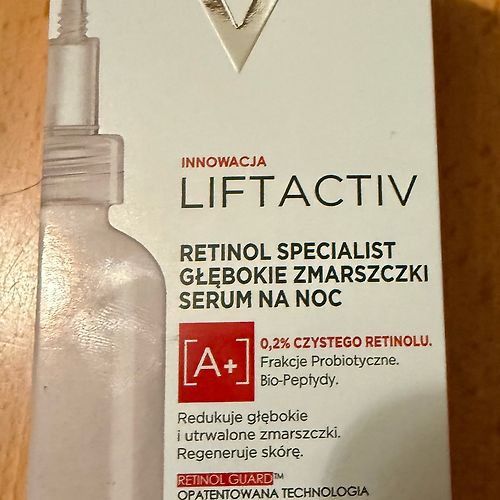 INNOWACJA
LIFTACTIV
RETINOL SPECIALIST
GŁĘBOKIE ZMARSZCZKI
SERUM NA NOC
[A+]
0,2% CZYSTEGO RETINOLU.
Frakcje Probiotyczne.
Bio-Peptydy.
Redukuje głębokie
i utrwalone zmarszczki.
Regeneruje skórę.
RETINOL GUARD™
OPATENTOWANA TECHNOLOGIA